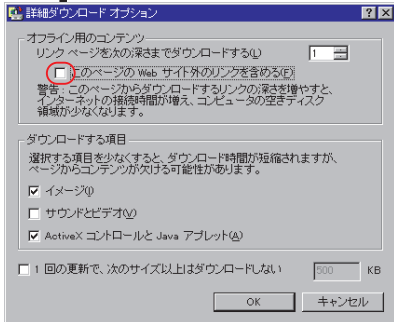 詳細ダウンロード オプション
オフライン用のコンテンツ
リンク ページを次の深さまでダウンロードする(L) 1
このページの Web サイト外のリンクを含める(F)
警告: このページからダウンロードするリンクの深さを増やすと、
インターネットの接続時間が増え、コンピュータの空きディスク
領域が少なくなります。
ダウンロードする項目
選択する項目を少なくすると、ダウンロード時間が短縮されますが、
ページからコンテンツが欠ける可能性があります。
イメージ(I)
サウンドとビデオ(V)
ActiveX コントロールと Java アプレット(A)
1 回の更新で、次のサイズ以上はダウンロードしない 500 KB
OK キャンセル